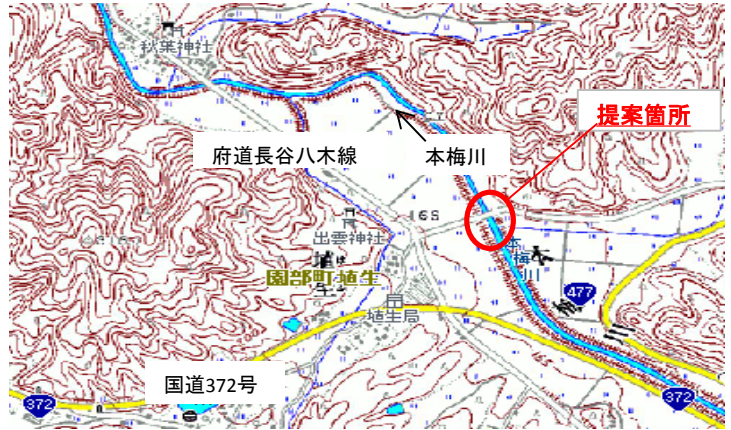 秋葉神社
提案箇所
府道長谷八木線
本梅川
165
出雲神社
本梅川
園部町埴生
477
埴生局
国道372号
372
372